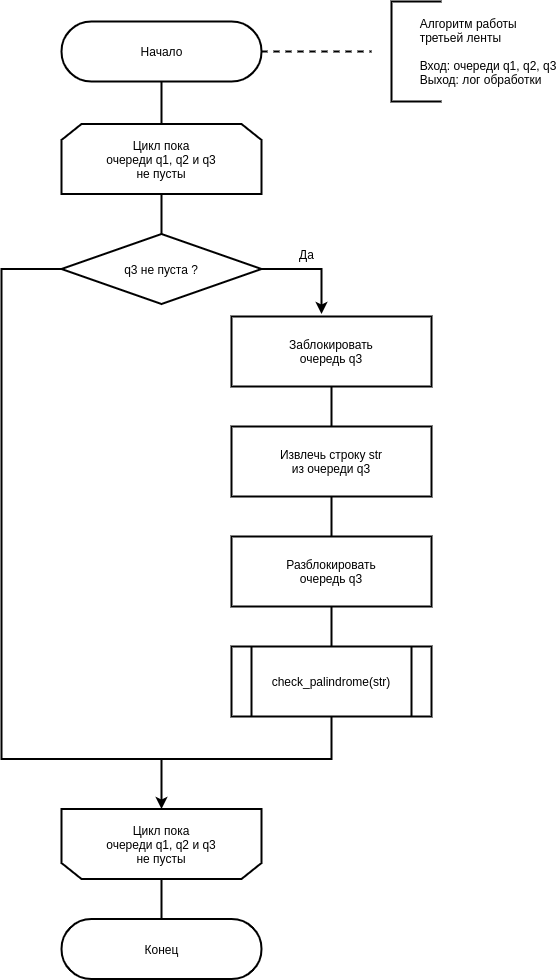 Начало
Алгоритм работы
третьей ленты
Вход: очереди q1, q2, q3
Выход: лог обработки
Цикл пока
очереди q1, q2 и q3
не пусты
q3 не пуста ?
Да
Заблокировать
очередь q3
Извлечь строку str
из очереди q3
Разблокировать
очередь q3
check_palindrome(str)
Цикл пока
очереди q1, q2 и q3
не пусты
Конец